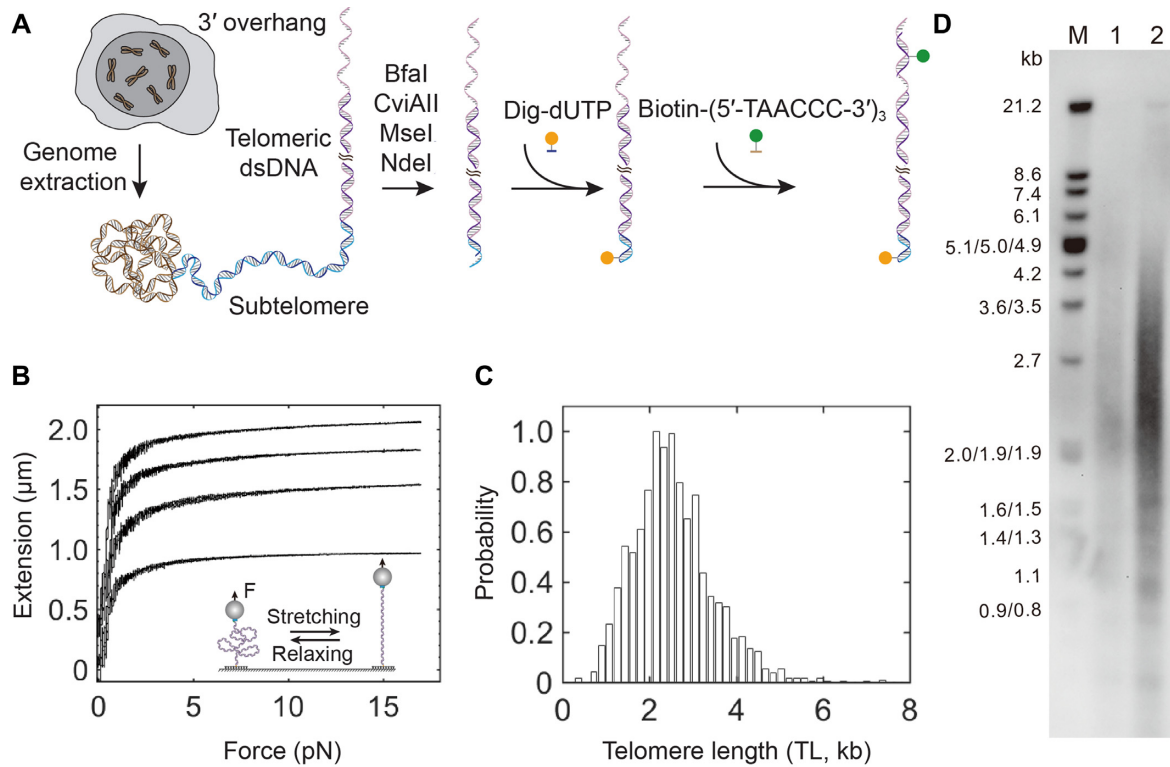 A
3′ overhang
Genome
extraction
Telomeric
dsDNA
Subtelomere
BfaI
CviAII
MseI
NdeI
Dig-dUTP
Biotin-(5′-TAACCC-3′)₃
B
Extension (μm)
2.0
1.5
1.0
0.5
0
0 5 10 15
Force (pN)
F
Stretching
Relaxing
C
Probability
1.0
0.8
0.6
0.4
0.2
0
0 2 4 6 8
Telomere length (TL, kb)
D
M 1 2
kb
21.2
8.6
7.4
6.1
5.1/5.0/4.9
4.2
3.6/3.5
2.7
2.0/1.9/1.9
1.6/1.5
1.4/1.3
1.1
0.9/0.8